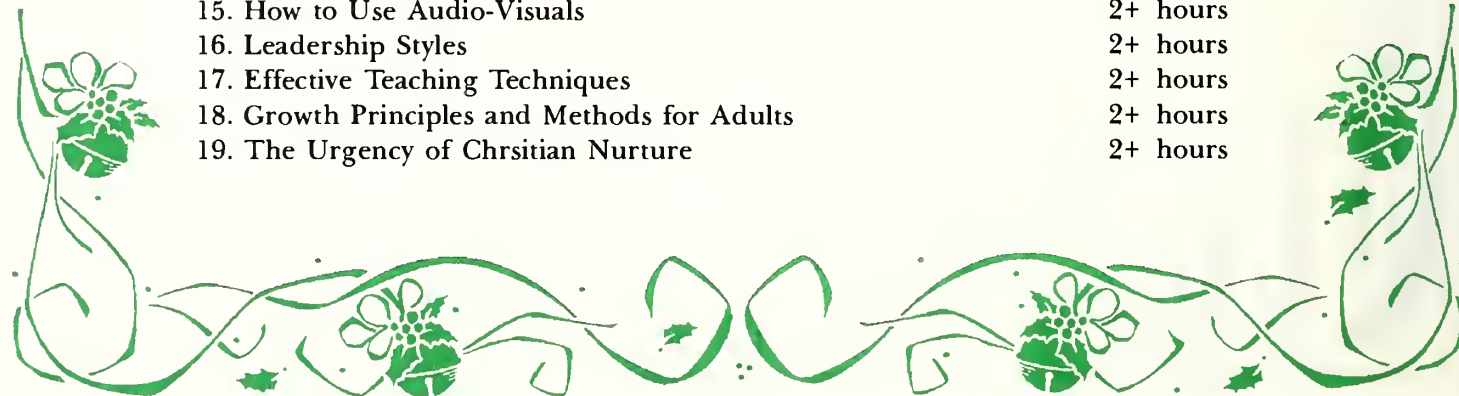 15. How to Use Audio-Visuals 2+ hours
16. Leadership Styles 2+ hours
17. Effective Teaching Techniques 2+ hours
18. Growth Principles and Methods for Adults 2+ hours
19. The Urgency of Chrsitian Nurture 2+ hours